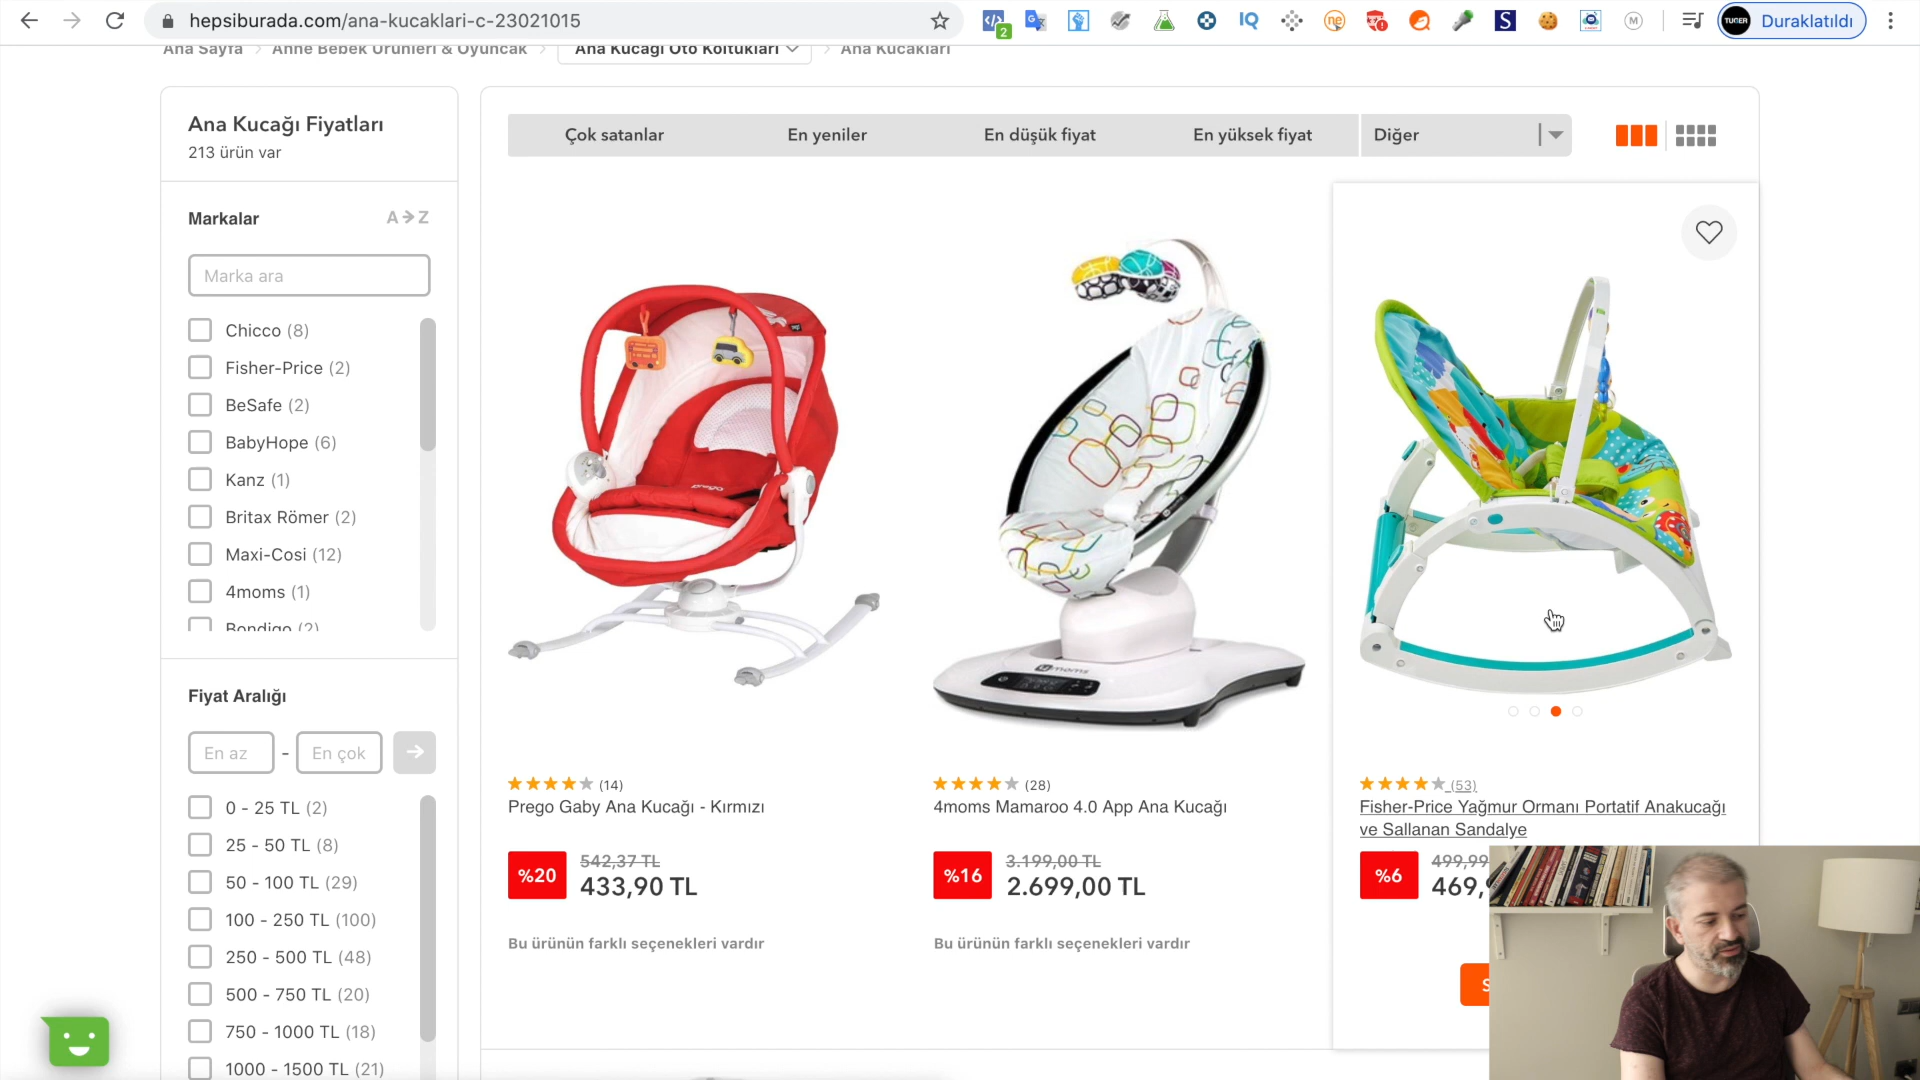 hepsiburada.com/ana-kucaklari-c-23021015
2
IQ
ne
S
M
TUNER
Duraklatıldı
Ana Sayfa
Anne Bebek Ürünleri & Oyuncak
Ana Kucağı Oto Koltukları
Ana Kucakları
Ana Kucağı Fiyatları
213 ürün var
Markalar
A Z
Marka ara
Chicco (8)
Fisher-Price (2)
BeSafe (2)
BabyHope (6)
Kanz (1)
Britax Römer (2)
Maxi-Cosi (12)
4moms (1)
Bondigo (2)
Fiyat Aralığı
En az - En çok
0 - 25 TL (2)
25 - 50 TL (8)
50 - 100 TL (29)
100 - 250 TL (100)
250 - 500 TL (48)
500 - 750 TL (20)
750 - 1000 TL (18)
1000 - 1500 TL (21)
Çok satanlar
En yeniler
En düşük fiyat
En yüksek fiyat
Diğer
prego
4moms
(14)
Prego Gaby Ana Kucağı - Kırmızı
%20
542,37 TL
433,90 TL
Bu ürünün farklı seçenekleri vardır
(28)
4moms Mamaroo 4.0 App Ana Kucağı
%16
3.199,00 TL
2.699,00 TL
Bu ürünün farklı seçenekleri vardır
(53)
Fisher-Price Yağmur Ormanı Portatif Anakucağı
ve Sallanan Sandalye
%6
499,99
469,
S